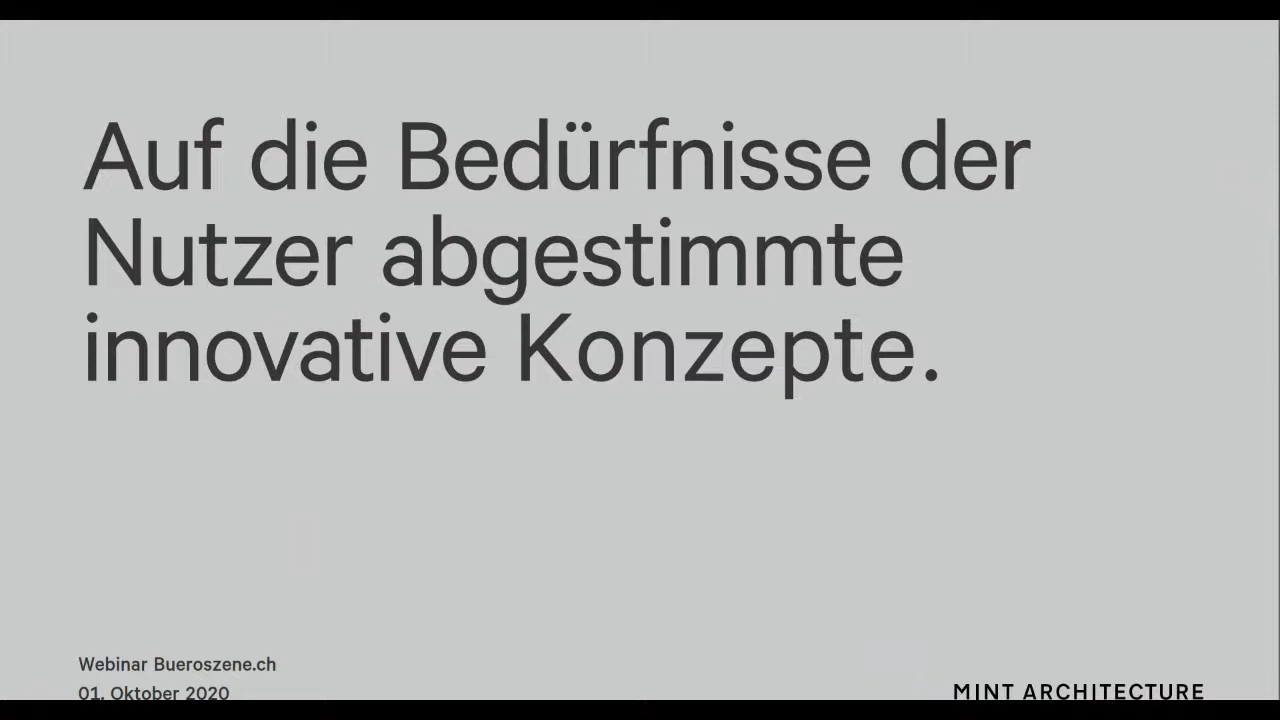 Auf die Bedürfnisse der
Nutzer abgestimmte
innovative Konzepte.
Webinar Bueroszene.ch
01. Oktober 2020
MINT ARCHITECTURE